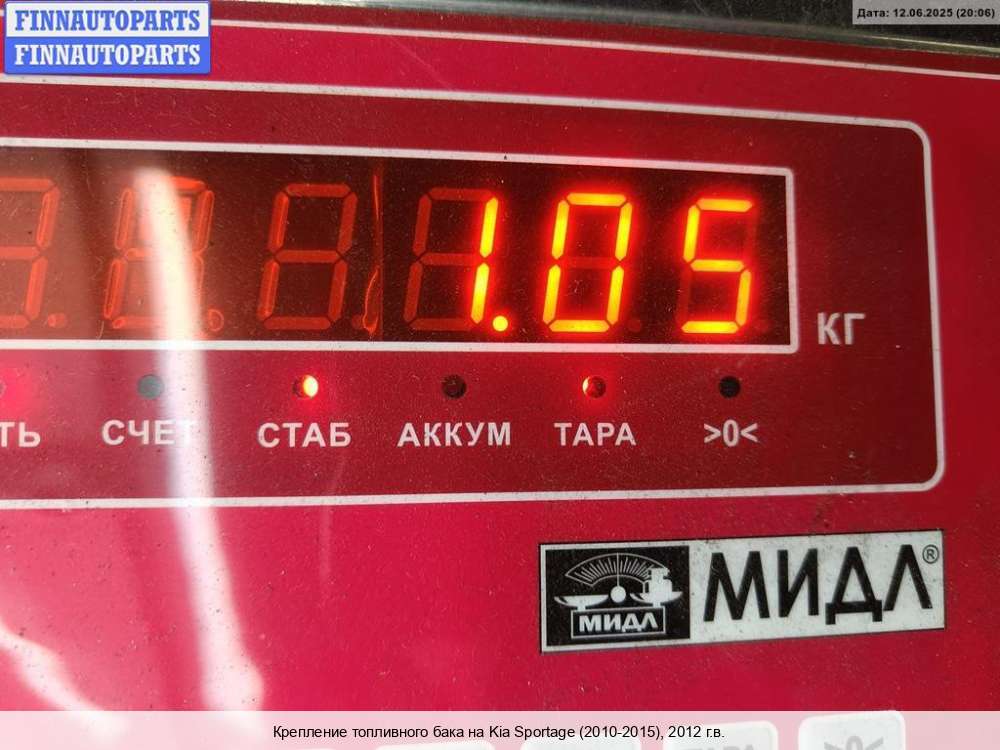 FINNAUTOPARTS
FINNAUTOPARTS
Дата: 12.06.2025 (20:06)
1.05
КГ
ТЬ СЧЕТ СТАБ АККУМ ТАРА >0<
МИДЛ
МИДЛ®
Крепление топливного бака на Kia Sportage (2010-2015), 2012 г.в.